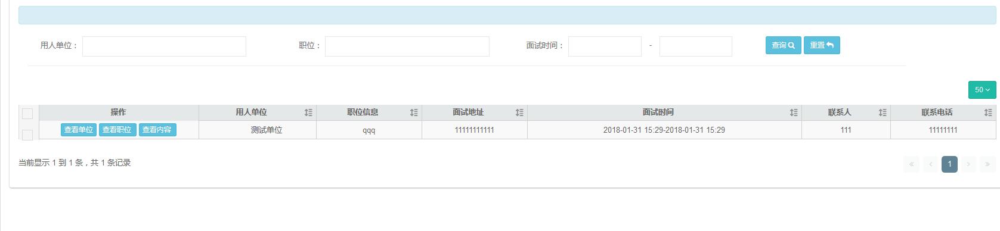 用人单位： 职位： 面试时间： - 查询 重置
50
操作 用人单位 职位信息 面试地址 面试时间 联系人 联系电话
查看单位 查看职位 查看内容 测试单位 qqq 11111111111 2018-01-31 15:29-2018-01-31 15:29 111 11111111
当前显示 1 到 1 条，共 1 条记录 « ‹ 1 › »